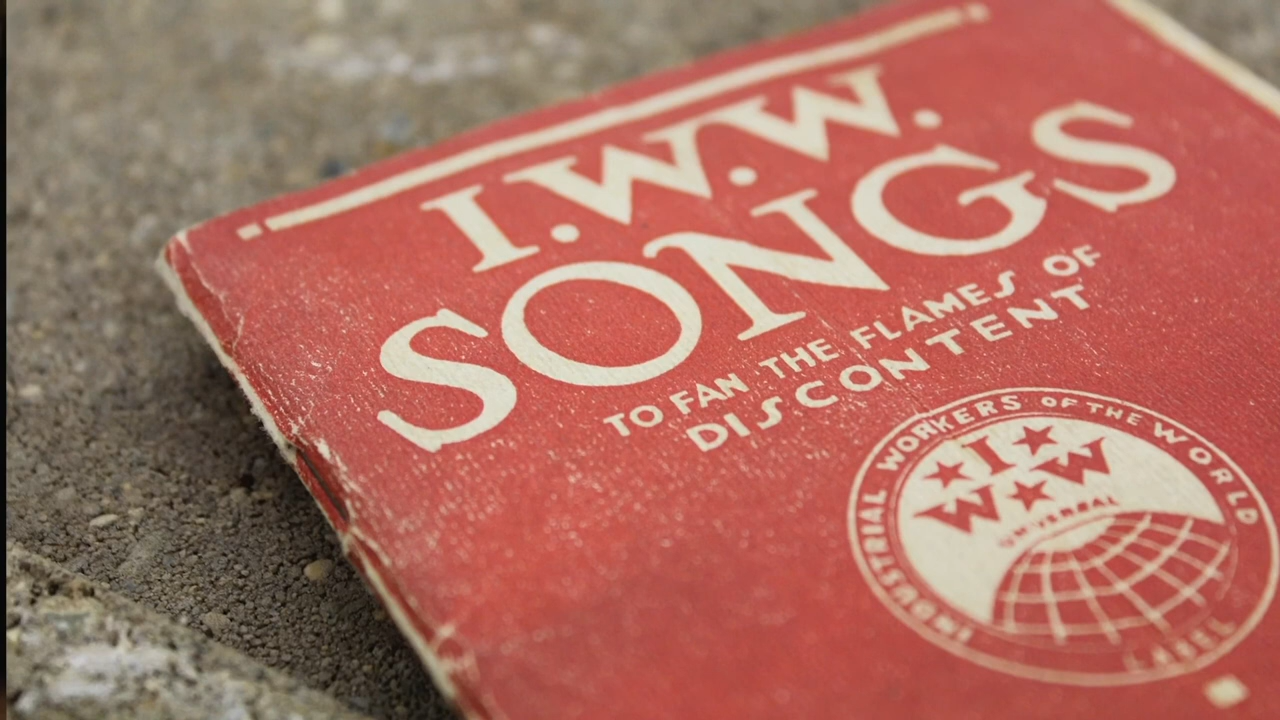 I.W.W.
SONGS
TO FAN THE FLAMES OF
DISCONTENT
INDUSTRIAL WORKERS OF THE WORLD
I
W W
UNIVERSAL
LABEL